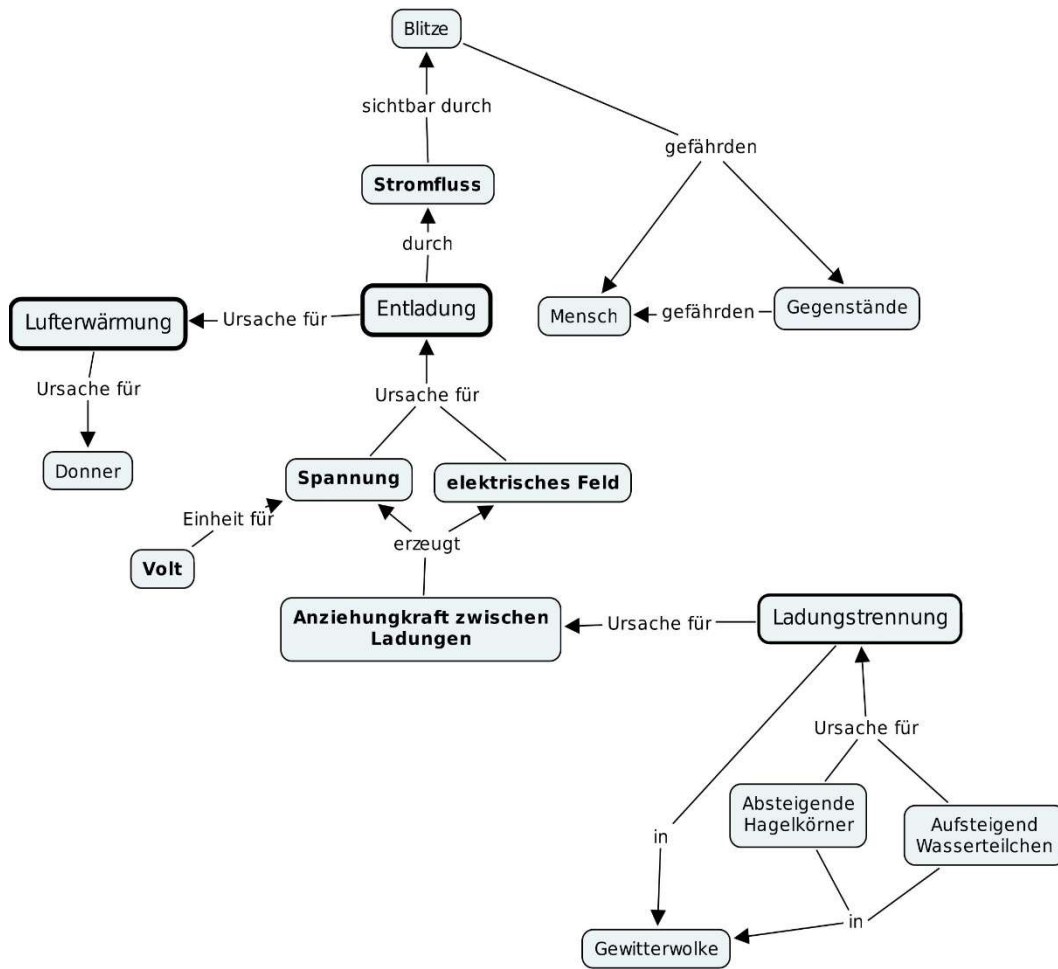 Blitze
sichtbar durch
gefährden
Stromfluss
durch
Lufterwärmung
Ursache für
Entladung
Mensch
gefährden
Gegenstände
Ursache für
Ursache für
Donner
Spannung
elektrisches Feld
Einheit für
erzeugt
Volt
Anziehungkraft zwischen
Ladungen
Ursache für
Ladungstrennung
Ursache für
Absteigende
Hagelkörner
Aufsteigend
Wasserteilchen
in
in
Gewitterwolke